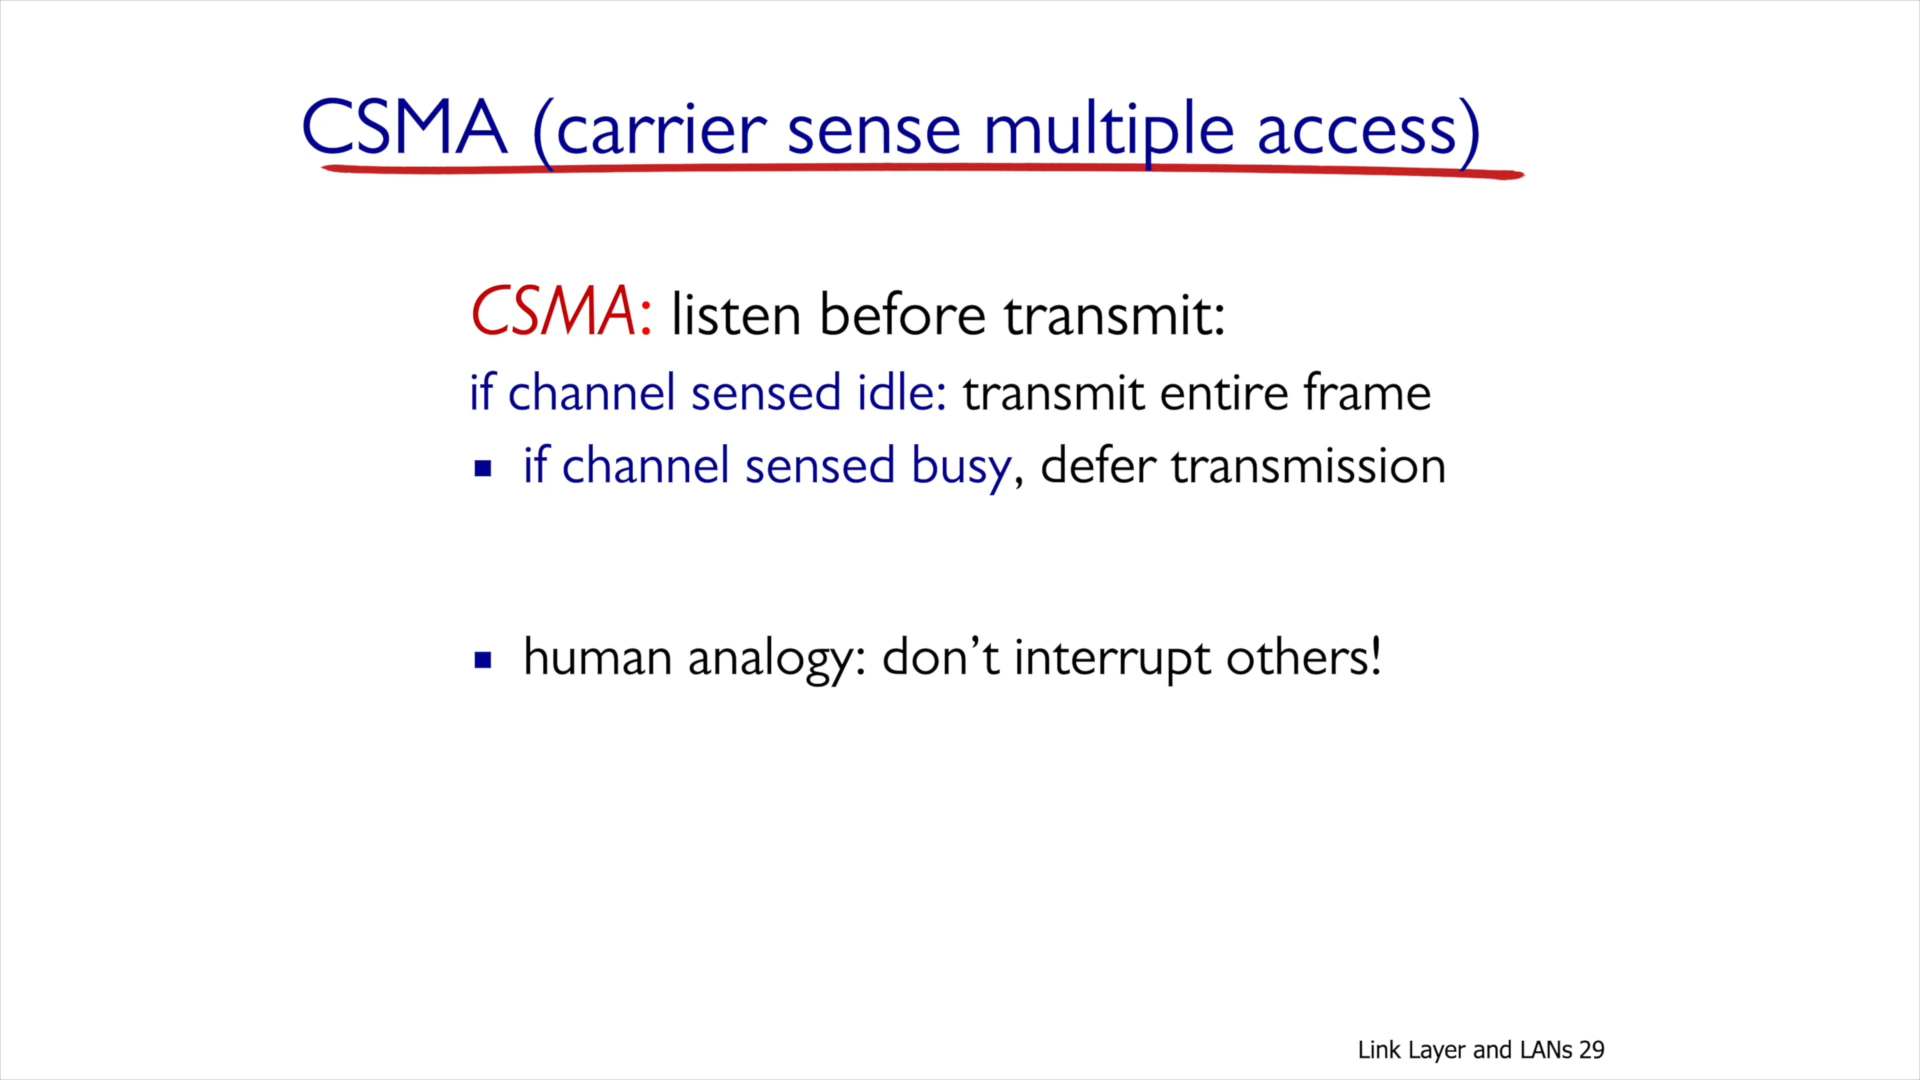 CSMA (carrier sense multiple access)
CSMA: listen before transmit:
if channel sensed idle: transmit entire frame
▪ if channel sensed busy, defer transmission
▪ human analogy: don’t interrupt others!
Link Layer and LANs 29